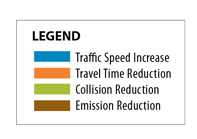 LEGEND
Traffic Speed Increase
Travel Time Reduction
Collision Reduction
Emission Reduction